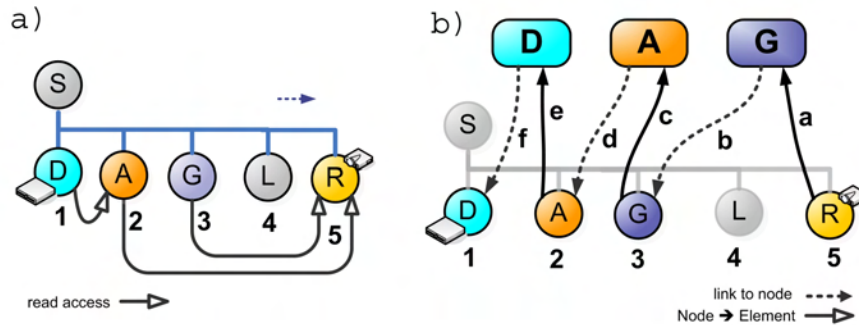 a)
S
D A G L R
1 2 3 4 5
read access
b)
D A G
e c a
f d b
S
D A G L R
1 2 3 4 5
link to node
Node → Element